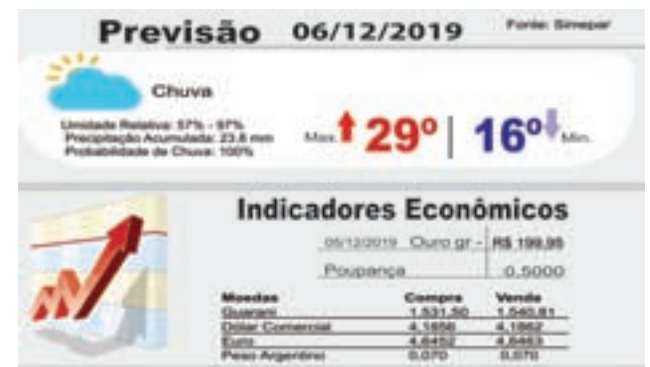 Previsão 06/12/2019 Fonte: Simepar
Chuva
Umidade Relativa: 57% - 97%
Precipitação Acumulada: 23.8 mm
Probabilidade de Chuva: 100%
Max. 29º | 16º Min.
Indicadores Econômicos
05/12/2019 Ouro gr - R$ 199,95
Poupança 0,5000
Moedas Compra Venda
Guarani 1.531,50 1.540,81
Dólar Comercial 4,1856 4,1862
Euro 4,6452 4,6463
Peso Argentino 0,070 0,070